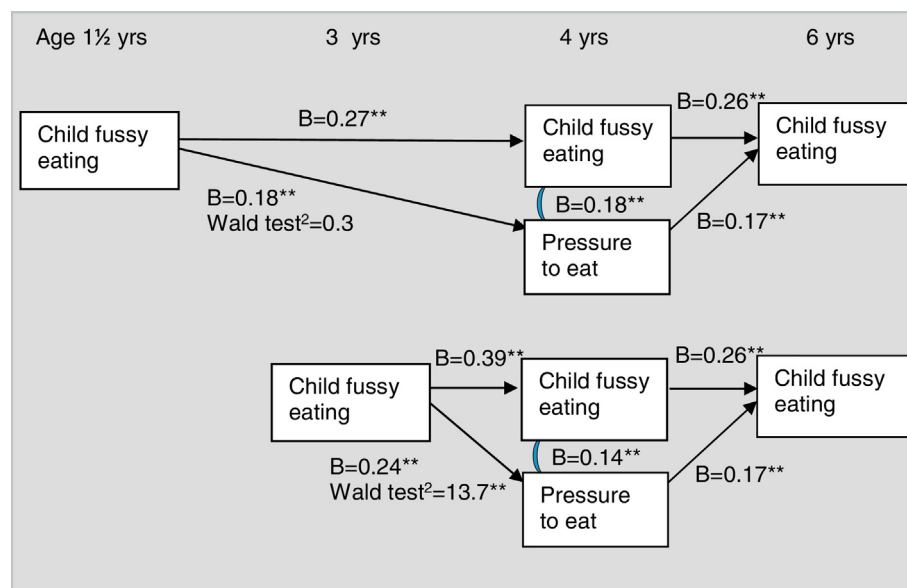 Age 1½ yrs 3 yrs 4 yrs 6 yrs
B=0.27**
B=0.26**
Child fussy
eating
Child fussy
eating
Child fussy
eating
B=0.18**
Wald test²=0.3
B=0.18**
B=0.17**
Pressure
to eat
B=0.39**
B=0.26**
Child fussy
eating
Child fussy
eating
Child fussy
eating
B=0.24**
Wald test²=13.7**
B=0.14**
B=0.17**
Pressure
to eat